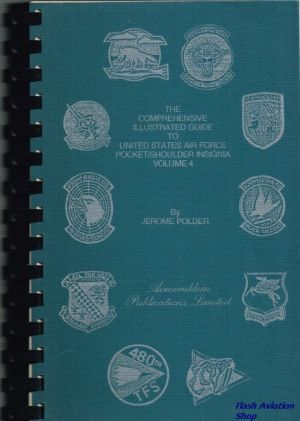 THE
COMPREHENSIVE
ILLUSTRATED GUIDE
TO
UNITED STATES AIR FORCE
POCKET/SHOULDER INSIGNIA
VOLUME 4
By
JEROME POLDER
Aeroemblem
Publications Limited
480TH
TFS
Hash Aviation
Shop